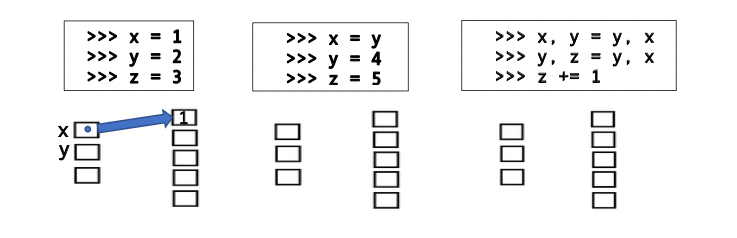 >>> x = 1
>>> y = 2
>>> z = 3
>>> x = y
>>> y = 4
>>> z = 5
>>> x, y = y, x
>>> y, z = y, x
>>> z += 1
x
1
y